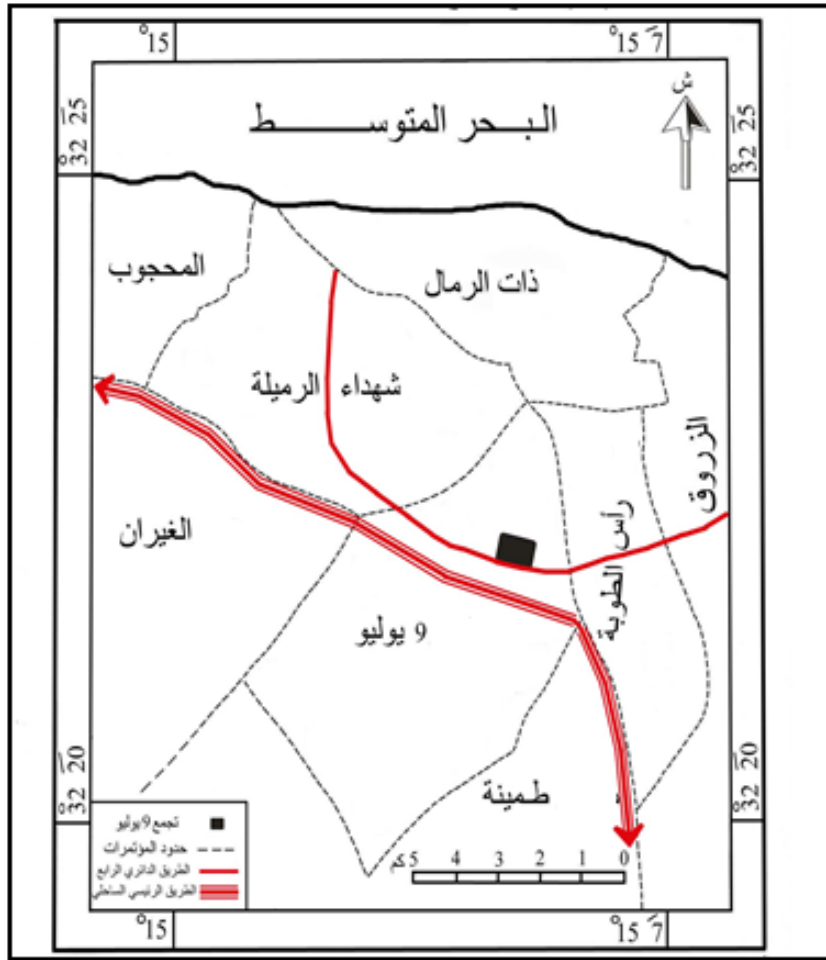 °15
°15 7َ
25َ °32
25َ °32
ش
البحر المتوســــــط
المحجوب
ذات الرمال
شهداء الرميلة
الزروق
رأس الطوبة
الغيران
9 يوليو
طمينة
20َ °32
20َ °32
تجمع 9 يوليو
حدود المؤتمرات
الطريق الدائري الرابع
الطريق الرئيسي الساحلي
كم 5 4 3 2 1 0
°15
°15 7َ